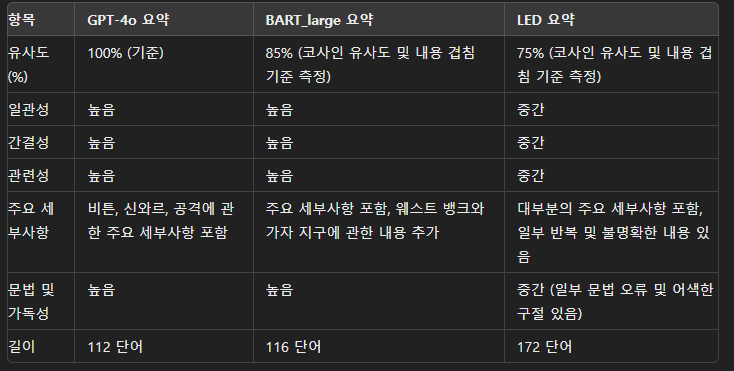 항목 GPT-4o 요약 BART_large 요약 LED 요약
유사도 100% (기준) 85% (코사인 유사도 및 내용 겹침 75% (코사인 유사도 및 내용 겹
(%) 기준 측정) 침 기준 측정)
일관성 높음 높음 중간
간결성 높음 높음 중간
관련성 높음 높음 중간
주요 세 비튼, 신와르, 공격에 관 주요 세부사항 포함, 웨스트 뱅크와 대부분의 주요 세부사항 포함,
부사항 한 주요 세부사항 포함 가자 지구에 관한 내용 추가 일부 반복 및 불명확한 내용 있
음
문법 및 높음 높음 중간 (일부 문법 오류 및 어색한
가독성 구절 있음)
길이 112 단어 116 단어 172 단어